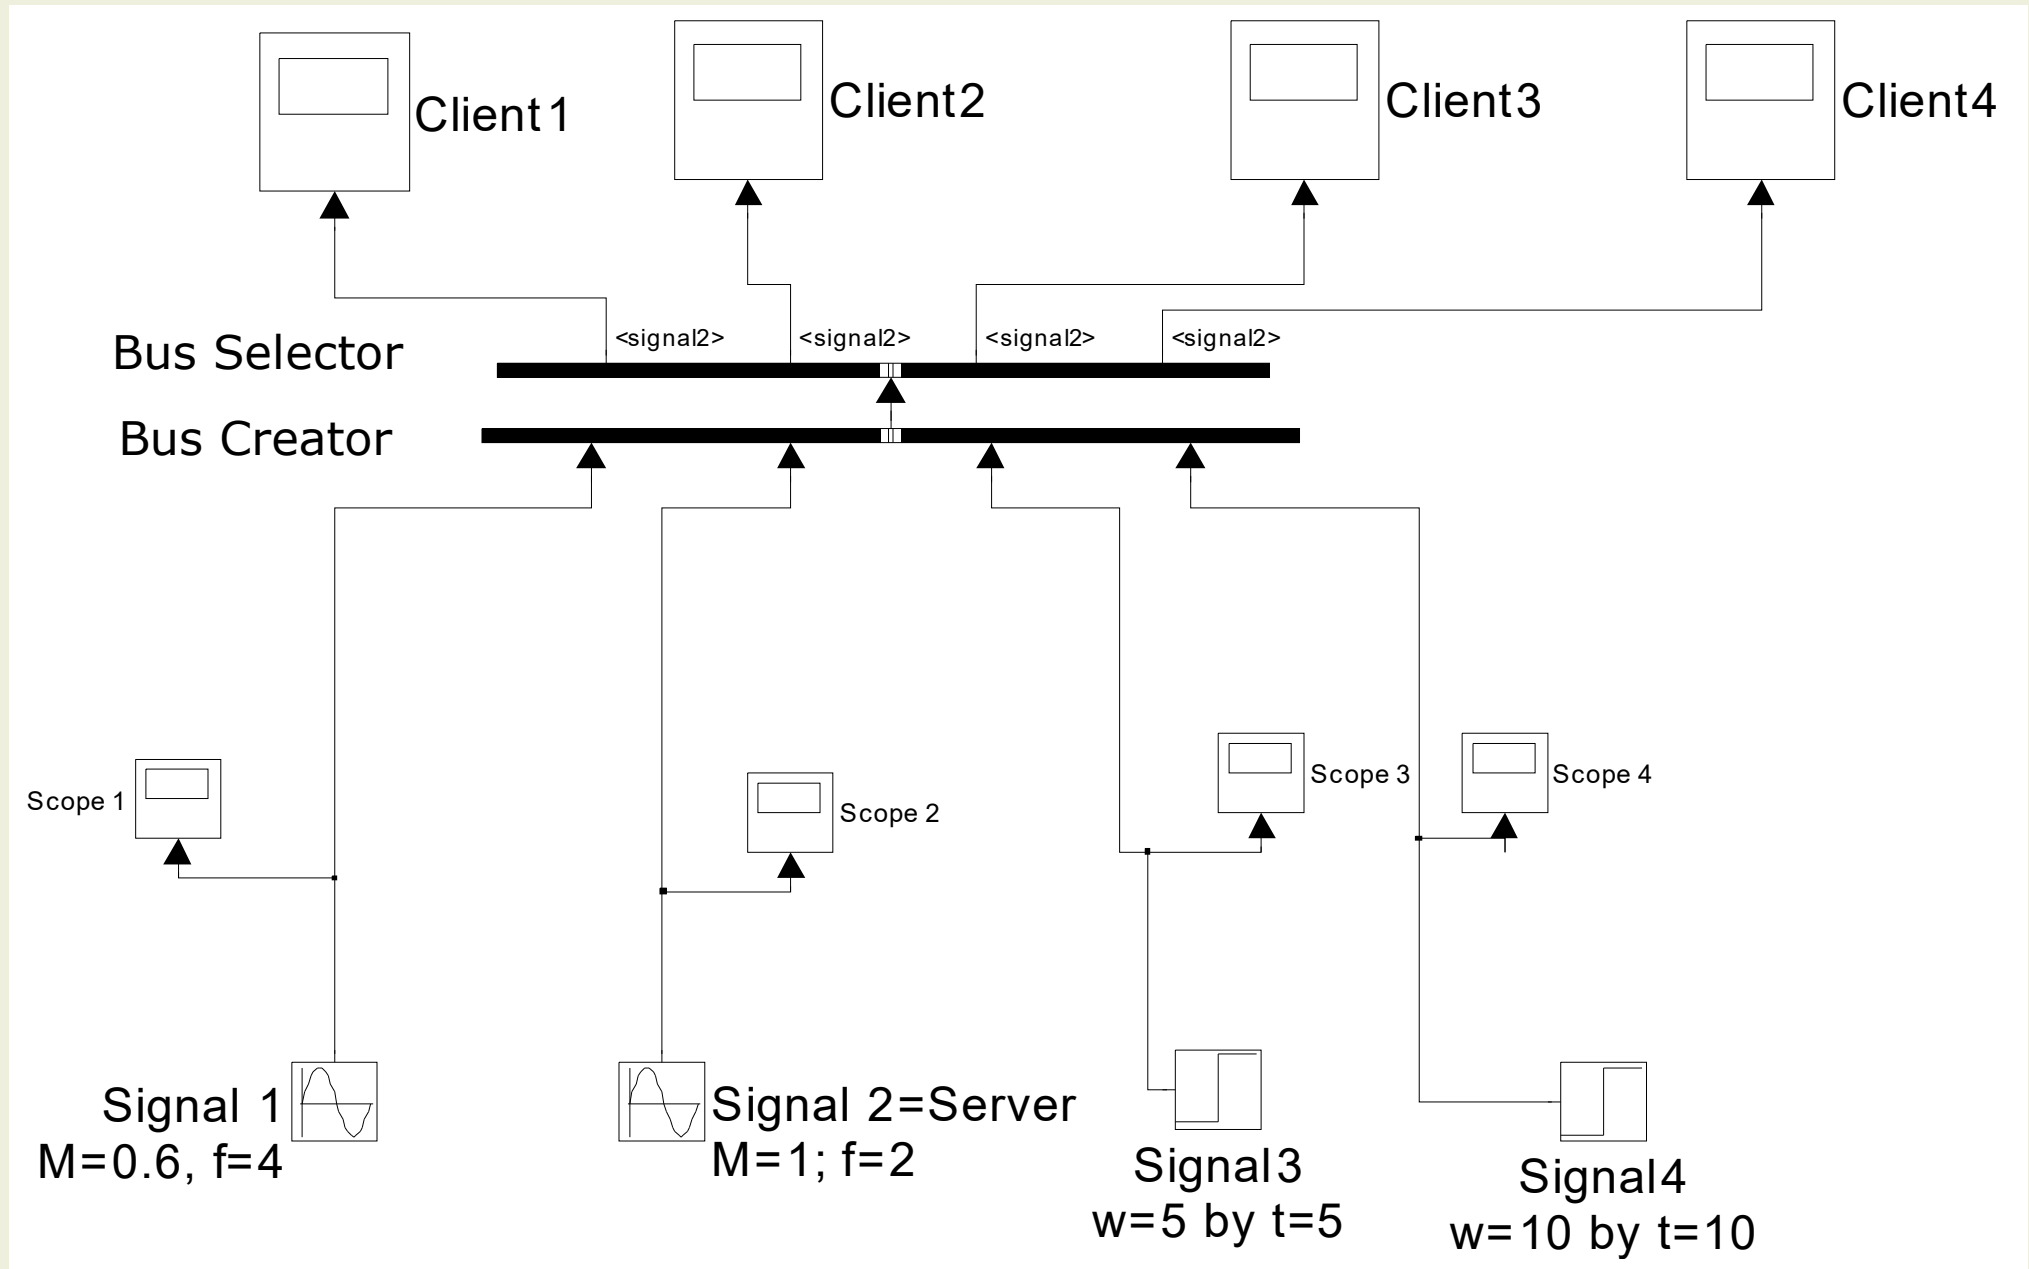 Client1
Client2
Client3
Client4
<signal2>
<signal2>
<signal2>
<signal2>
Bus Selector
Bus Creator
Scope 1
Scope 2
Scope 3
Scope 4
Signal 1
M=0.6, f=4
Signal 2=Server
M=1; f=2
Signal3
w=5 by t=5
Signal4
w=10 by t=10